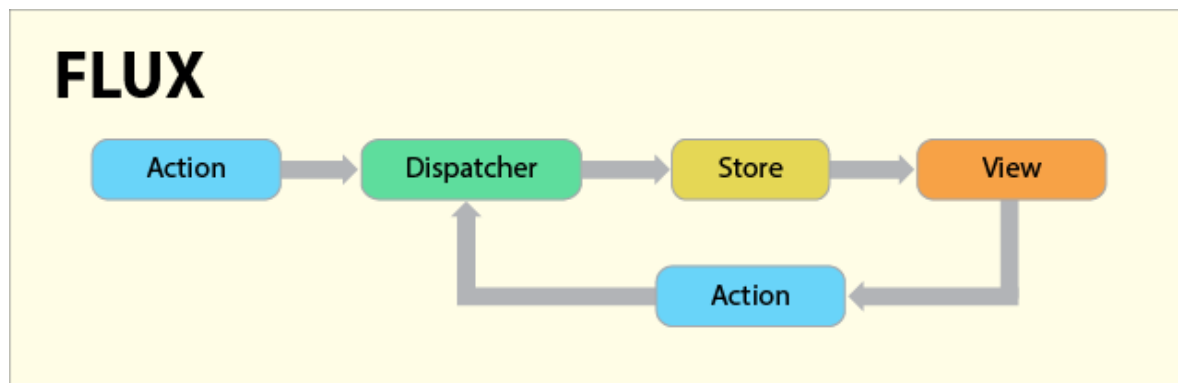 FLUX
Action
Dispatcher
Store
View
Action